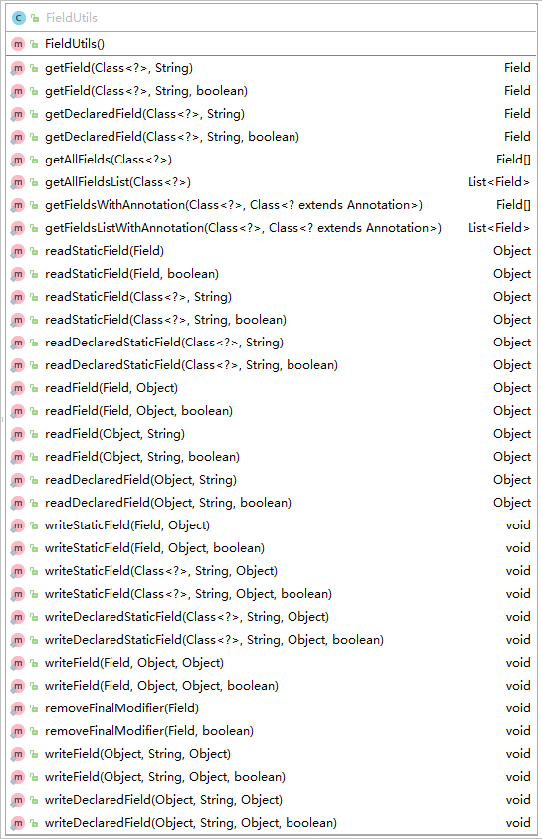 FieldUtils
FieldUtils()
getField(Class<?>, String) Field
getField(Class<?>, String, boolean) Field
getDeclaredField(Class<?>, String) Field
getDeclaredField(Class<?>, String, boolean) Field
getAllFields(Class<?>) Field[]
getAllFieldsList(Class<?>) List<Field>
getFieldsWithAnnotation(Class<?>, Class<? extends Annotation>) Field[]
getFieldsListWithAnnotation(Class<?>, Class<? extends Annotation>) List<Field>
readStaticField(Field) Object
readStaticField(Field, boolean) Object
readStaticField(Class<?>, String) Object
readStaticField(Class<?>, String, boolean) Object
readDeclaredStaticField(Class<?>, String) Object
readDeclaredStaticField(Class<?>, String, boolean) Object
readField(Field, Object) Object
readField(Field, Object, boolean) Object
readField(Object, String) Object
readField(Object, String, boolean) Object
readDeclaredField(Object, String) Object
readDeclaredField(Object, String, boolean) Object
writeStaticField(Field, Object) void
writeStaticField(Field, Object, boolean) void
writeStaticField(Class<?>, String, Object) void
writeStaticField(Class<?>, String, Object, boolean) void
writeDeclaredStaticField(Class<?>, String, Object) void
writeDeclaredStaticField(Class<?>, String, Object, boolean) void
writeField(Field, Object, Object) void
writeField(Field, Object, Object, boolean) void
removeFinalModifier(Field) void
removeFinalModifier(Field, boolean) void
writeField(Object, String, Object) void
writeField(Object, String, Object, boolean) void
writeDeclaredField(Object, String, Object) void
writeDeclaredField(Object, String, Object, boolean) void